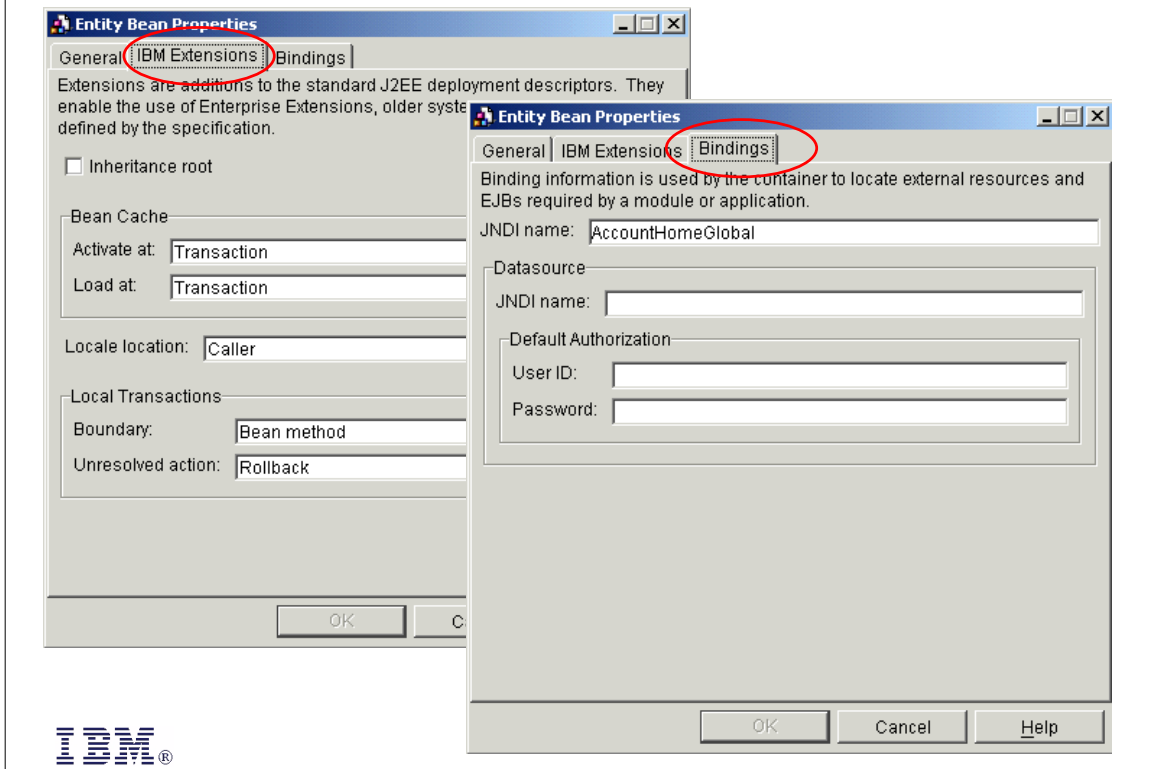 Entity Bean Properties
General IBM Extensions Bindings
Extensions are additions to the standard J2EE deployment descriptors. They
enable the use of Enterprise Extensions, older syste
defined by the specification.
Inheritance root
Bean Cache
Activate at: Transaction
Load at: Transaction
Locale location: Caller
Local Transactions
Boundary: Bean method
Unresolved action: Rollback
OK C
Entity Bean Properties
General IBM Extensions Bindings
Binding information is used by the container to locate external resources and
EJBs required by a module or application.
JNDI name: AccountHomeGlobal
Datasource
JNDI name:
Default Authorization
User ID:
Password:
OK Cancel Help
IBM®